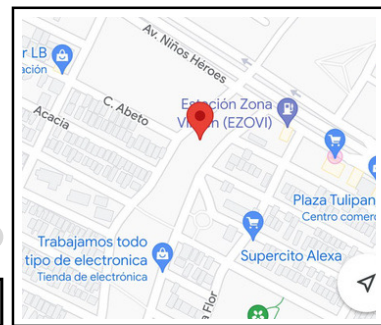 Av. Niños Héroes
r LB
ación
C. Abeto
Acacia
Estación Zona
Vi n (EZOVI)
Plaza Tulipan
Centro comerc
Trabajamos todo
tipo de electronica
Tienda de electrónica
Supercito Alexa
a Flor